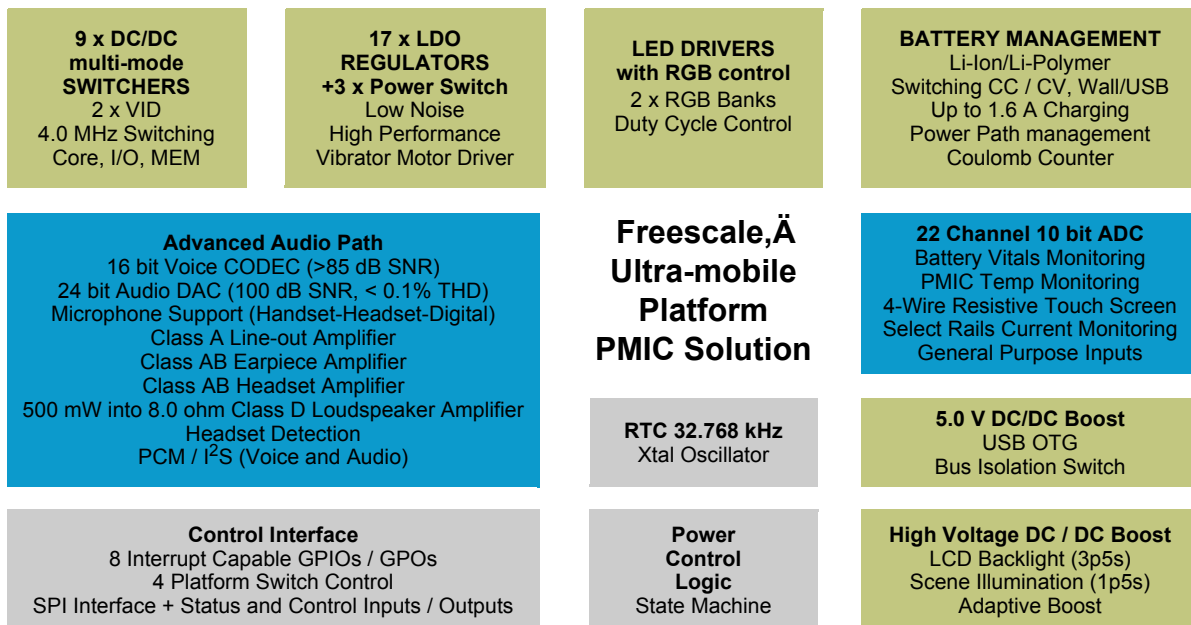 9 x DC/DC
multi-mode
SWITCHERS
2 x VID
4.0 MHz Switching
Core, I/O, MEM
17 x LDO
REGULATORS
+3 x Power Switch
Low Noise
High Performance
Vibrator Motor Driver
LED DRIVERS
with RGB control
2 x RGB Banks
Duty Cycle Control
BATTERY MANAGEMENT
Li-Ion/Li-Polymer
Switching CC / CV, Wall/USB
Up to 1.6 A Charging
Power Path management
Coulomb Counter
Advanced Audio Path
16 bit Voice CODEC (>85 dB SNR)
24 bit Audio DAC (100 dB SNR, < 0.1% THD)
Microphone Support (Handset-Headset-Digital)
Class A Line-out Amplifier
Class AB Earpiece Amplifier
Class AB Headset Amplifier
500 mW into 8.0 ohm Class D Loudspeaker Amplifier
Headset Detection
PCM / I²S (Voice and Audio)
Freescale‚Ä
Ultra-mobile
Platform
PMIC Solution
22 Channel 10 bit ADC
Battery Vitals Monitoring
PMIC Temp Monitoring
4-Wire Resistive Touch Screen
Select Rails Current Monitoring
General Purpose Inputs
RTC 32.768 kHz
Xtal Oscillator
5.0 V DC/DC Boost
USB OTG
Bus Isolation Switch
Control Interface
8 Interrupt Capable GPIOs / GPOs
4 Platform Switch Control
SPI Interface + Status and Control Inputs / Outputs
Power
Control
Logic
State Machine
High Voltage DC / DC Boost
LCD Backlight (3p5s)
Scene Illumination (1p5s)
Adaptive Boost